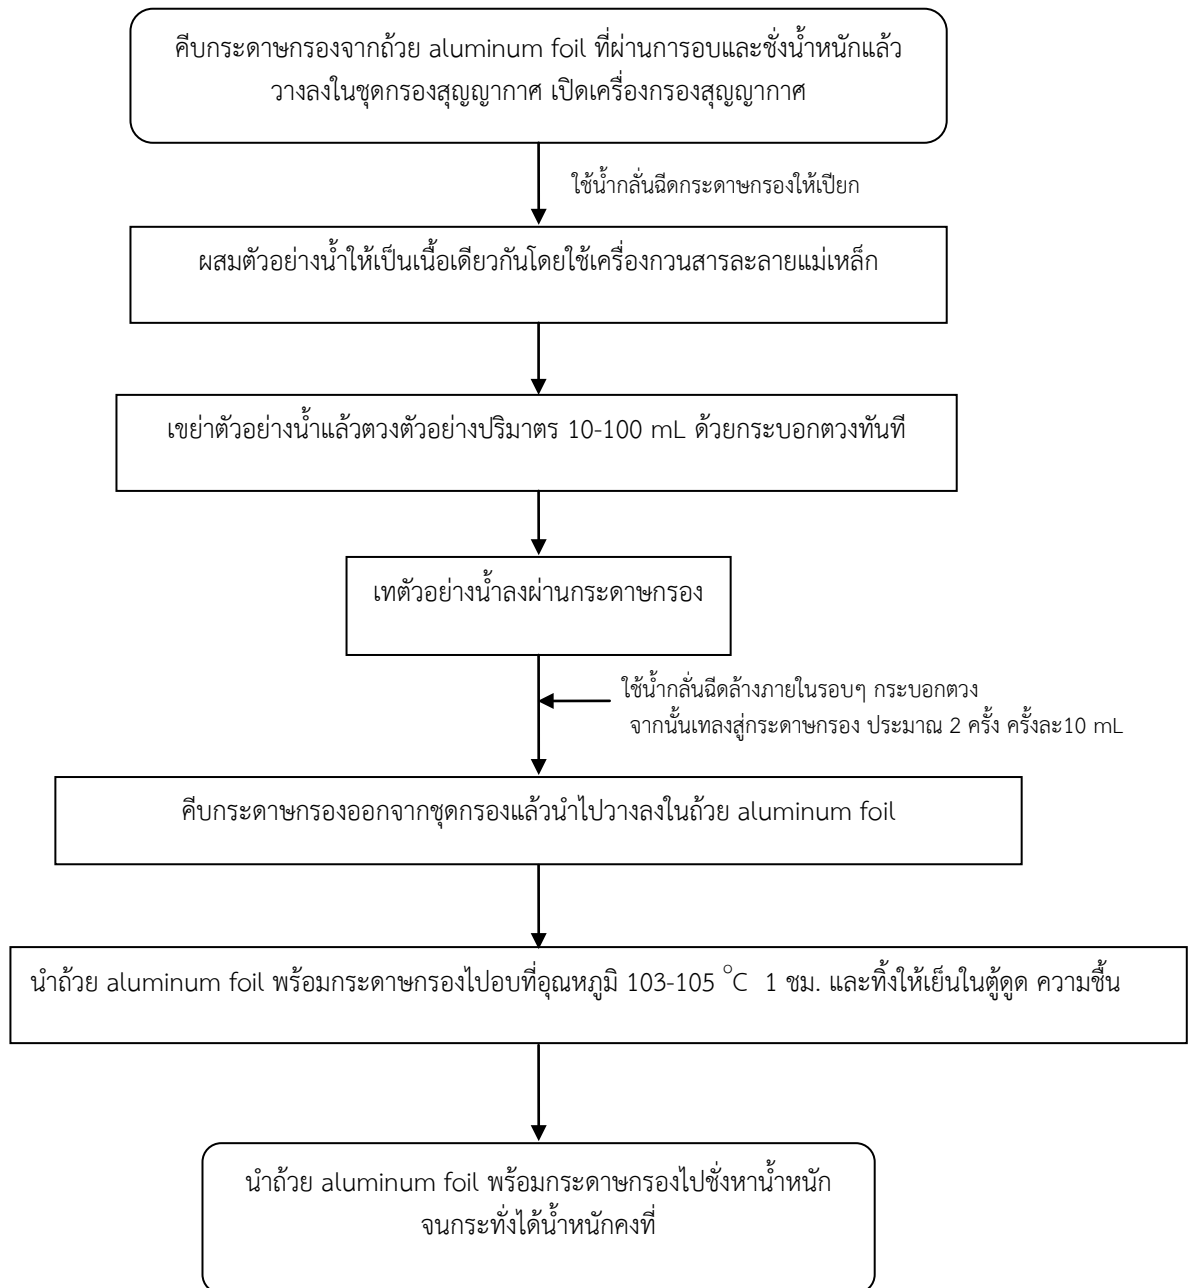 คีบกระดาษกรองจากถ้วย aluminum foil ที่ผ่านการอบและชั่งน้ำหนักแล้ว
วางลงในชุดกรองสุญญากาศ เปิดเครื่องกรองสุญญากาศ
ใช้น้ำกลั่นฉีดกระดาษกรองให้เปียก
ผสมตัวอย่างน้ำให้เป็นเนื้อเดียวกันโดยใช้เครื่องกวนสารละลายแม่เหล็ก
เขย่าตัวอย่างน้ำแล้วตวงตัวอย่างปริมาตร 10-100 mL ด้วยกระบอกตวงทันที
เทตัวอย่างน้ำลงผ่านกระดาษกรอง
ใช้น้ำกลั่นฉีดล้างภายในรอบๆ กระบอกตวง
จากนั้นเทลงสู่กระดาษกรอง ประมาณ 2 ครั้ง ครั้งละ10 mL
คีบกระดาษกรองออกจากชุดกรองแล้วนำไปวางลงในถ้วย aluminum foil
นำถ้วย aluminum foil พร้อมกระดาษกรองไปอบที่อุณหภูมิ 103-105 °C 1 ชม. และทิ้งให้เย็นในตู้ดูด ความชื้น
นำถ้วย aluminum foil พร้อมกระดาษกรองไปชั่งหาน้ำหนัก
จนกระทั่งได้น้ำหนักคงที่